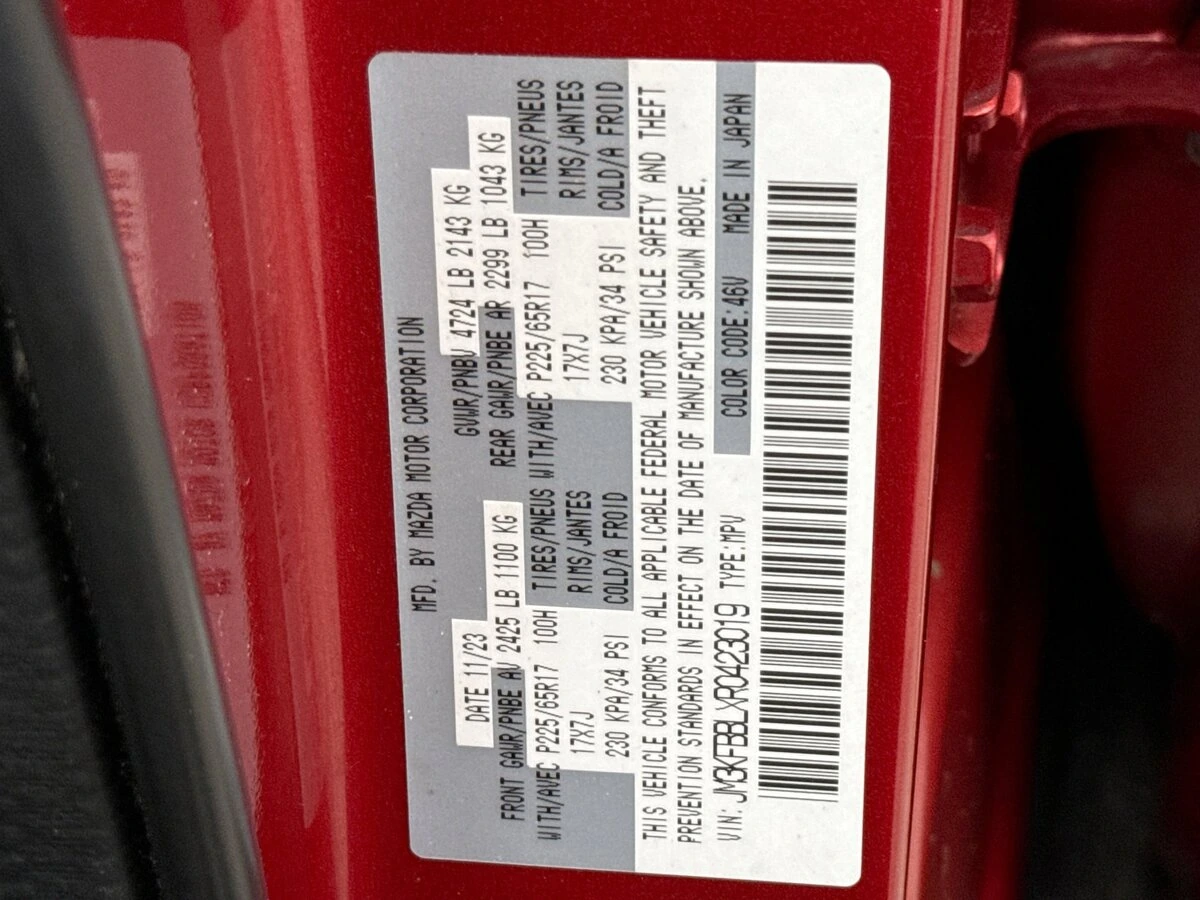 MFD. BY MAZDA MOTOR CORPORATION
DATE 11/23 GVWR/PNBV 4724 LB 2143 KG
FRONT GAWR/PNBE AV 2425 LB 1100 KG REAR GAWR/PNBE AR 2299 LB 1043 KG
WITH/AVEC P225/65R17 100H TIRES/PNEUS WITH/AVEC P225/65R17 100H TIRES/PNEUS
17X7J RIMS/JANTES 17X7J RIMS/JANTES
230 KPA/34 PSI COLD/A FROID 230 KPA/34 PSI COLD/A FROID
THIS VEHICLE CONFORMS TO ALL APPLICABLE FEDERAL MOTOR VEHICLE SAFETY AND THEFT
PREVENTION STANDARDS IN EFFECT ON THE DATE OF MANUFACTURE SHOWN ABOVE.
VIN: JM3KFBBLXR0423019 TYPE:MPV COLOR CODE:46V MADE IN JAPAN